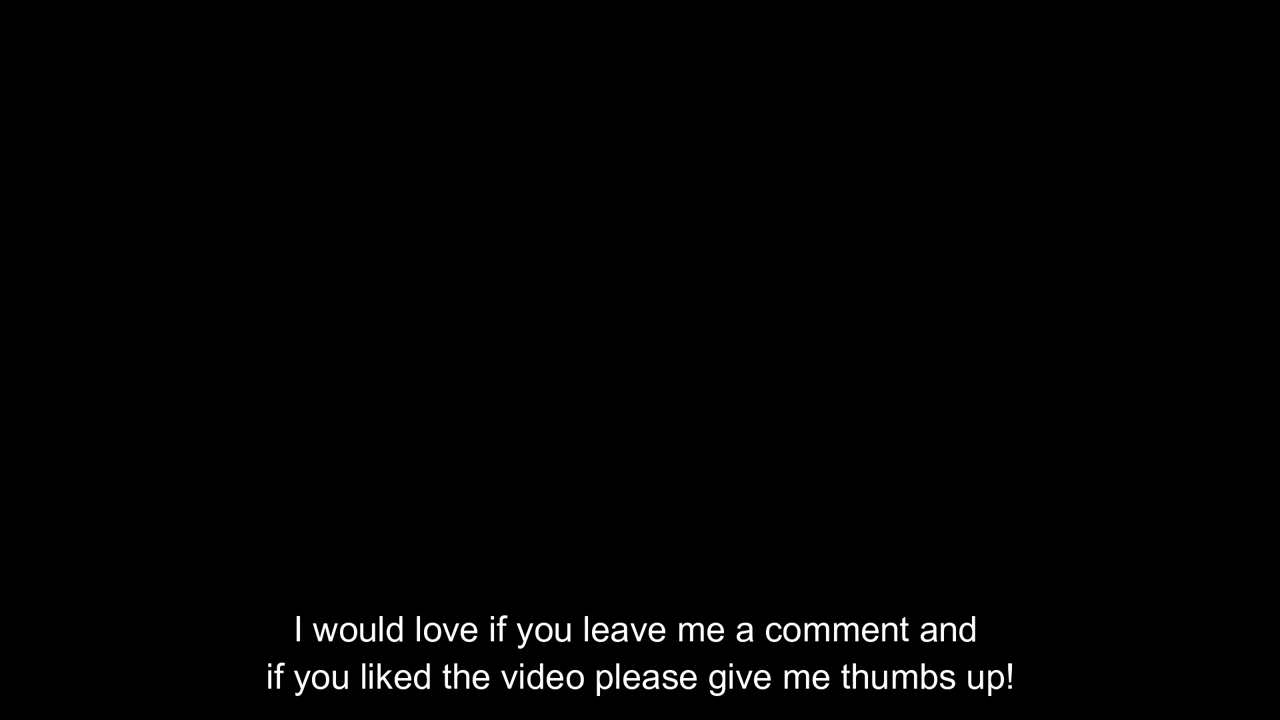 I would love if you leave me a comment and
if you liked the video please give me thumbs up!